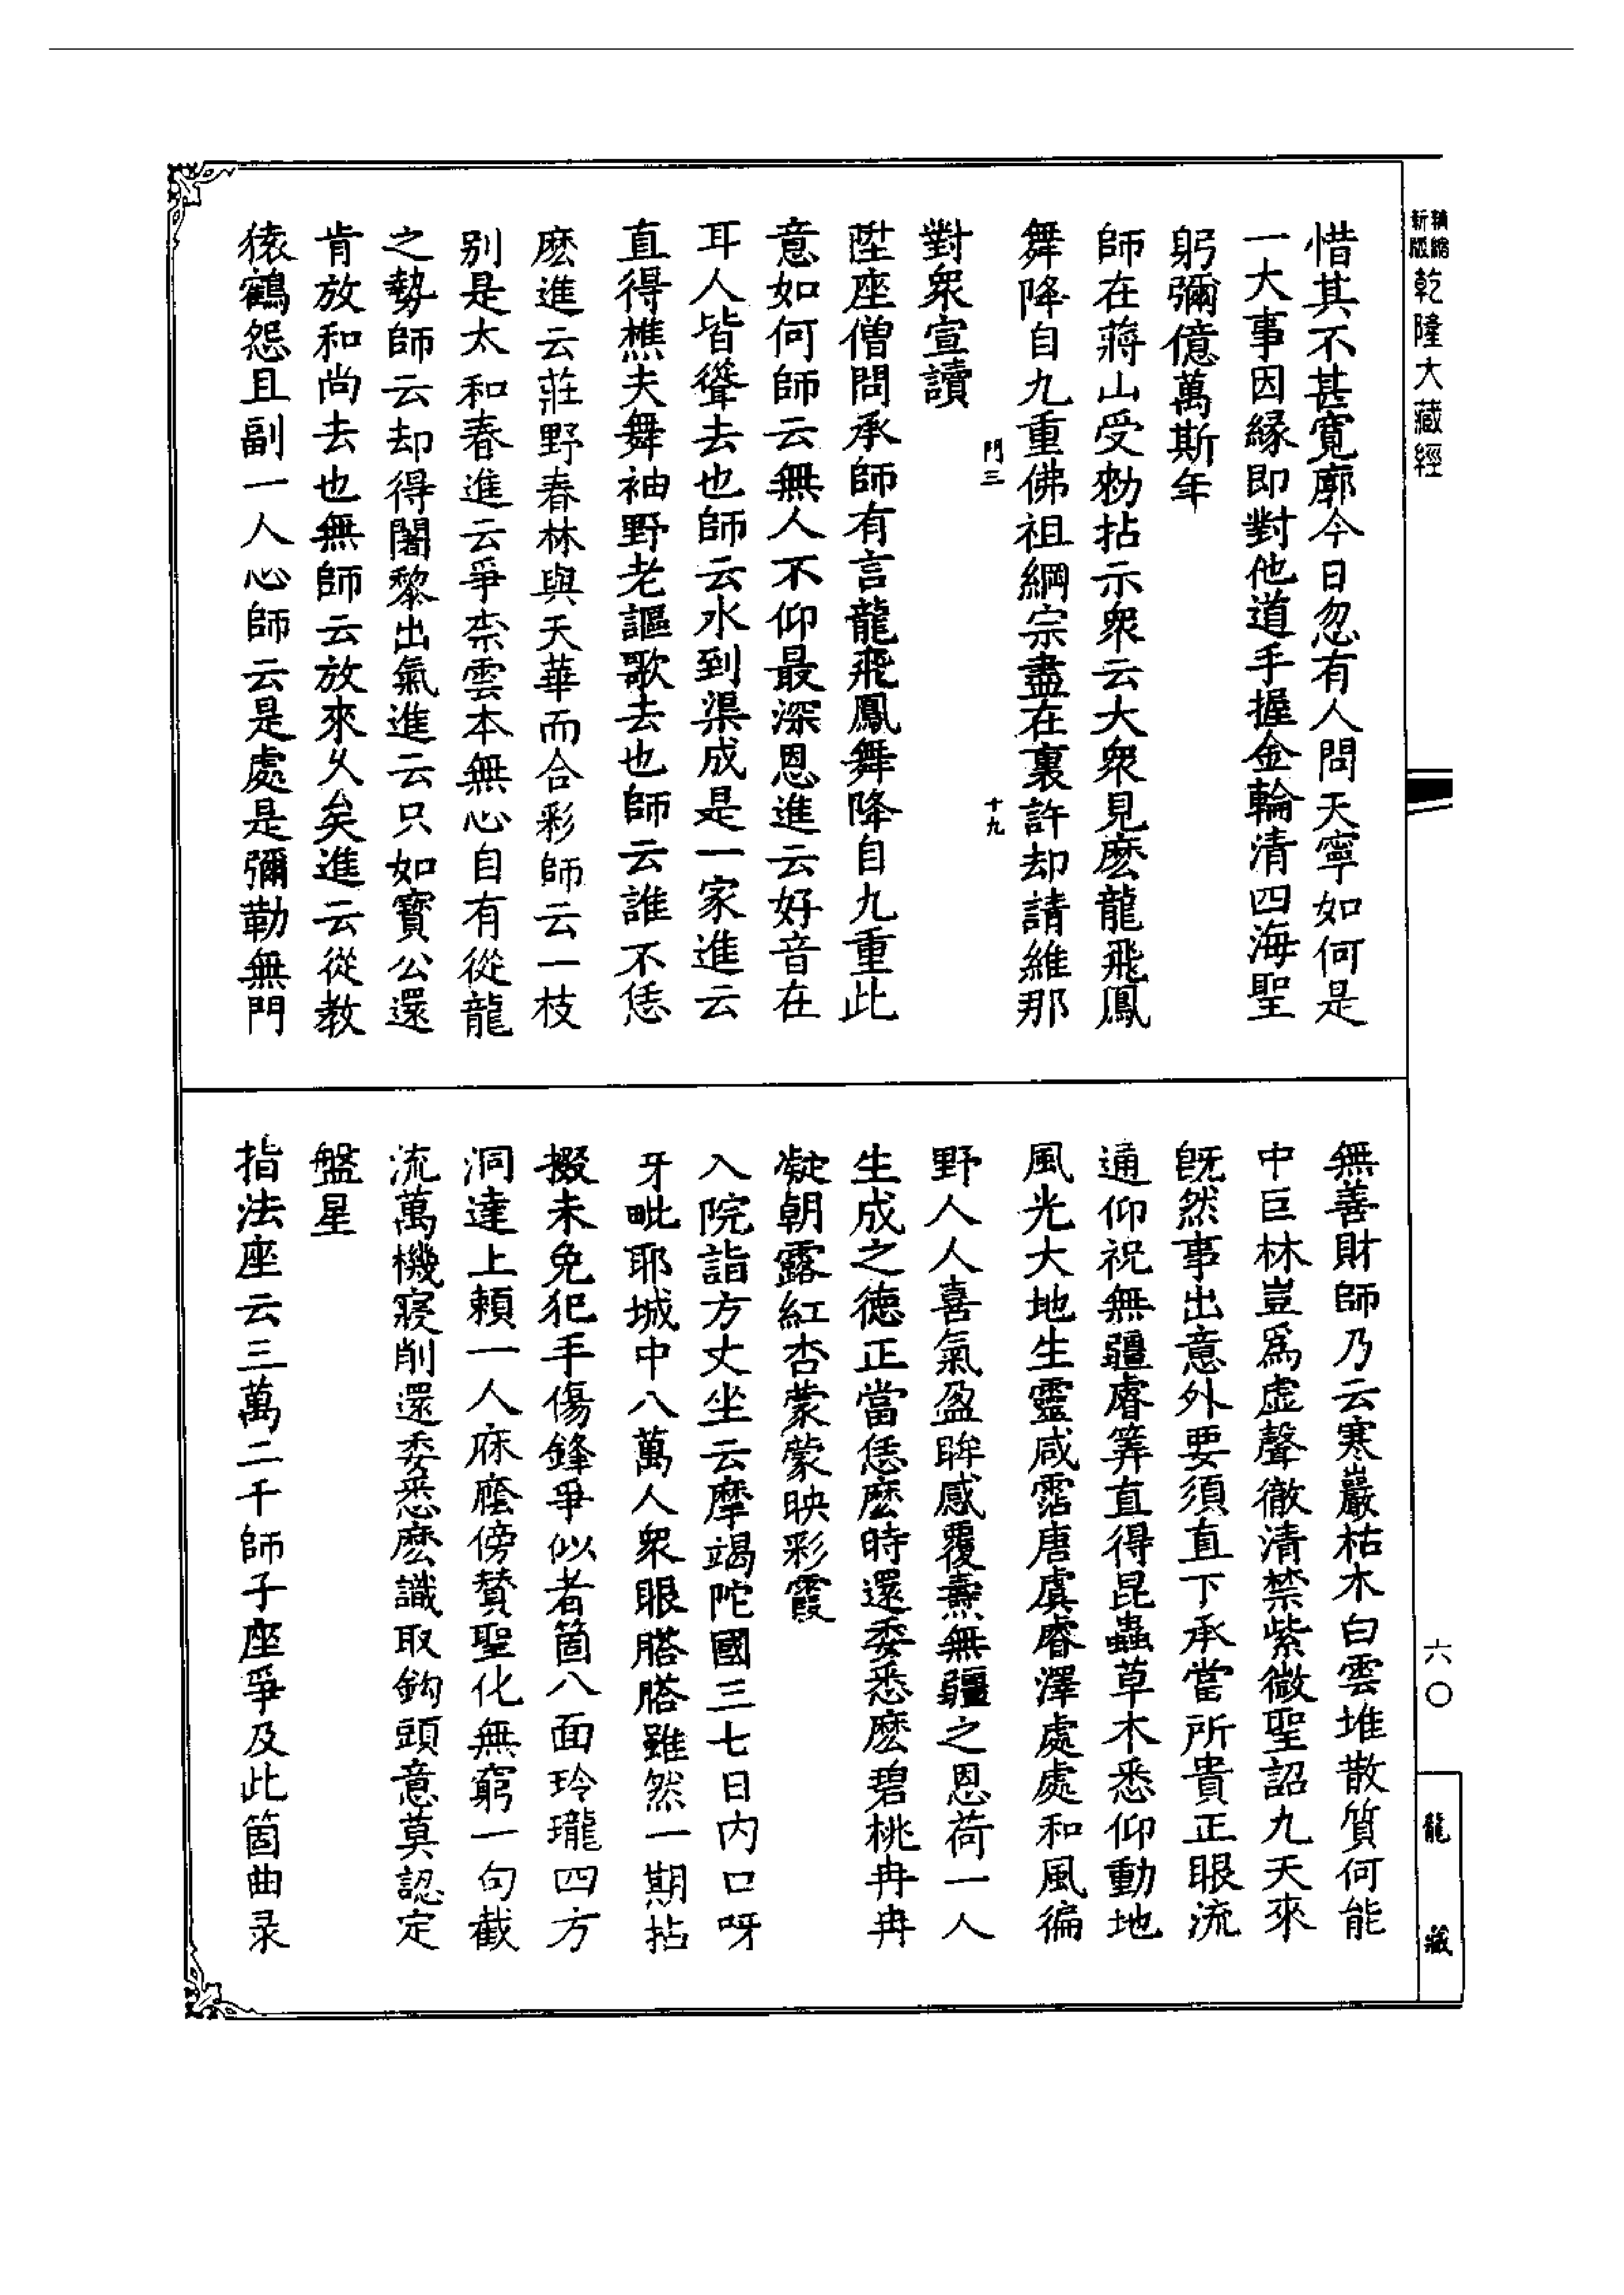 新版
精縮
乾隆大藏經
惜其不甚寬廓今日忽有人問天寧如何是
一大事因緣即對他道手握金輪清四海聖
躬彌億萬斯年
師在蔣山受勑拈示衆云大衆見麽龍飛鳳
舞降自九重佛祖綱宗盡在裏許却請維那
門三
十九
對衆宣讀
陞座僧問承師有言龍飛鳳舞降自九重此
意如何師云無人不仰最深恩進云好音在
耳人皆聳去也師云水到渠成是一家進云
直得樵夫舞袖野老謳歌去也師云誰不恁
麽進云莊野春林與天華而合彩師云一枝
別是太和春進云爭柰雲本無心自有從龍
之勢師云却得闍黎出氣進云只如寶公還
肯放和尚去也無師云放來久矣進云從教
猿鶴怨且副一人心師云是處是彌勒無門
無善財師乃云寒巖枯木白雲堆散質何能
中巨林豈爲虛聲徹清禁紫微聖詔九天來
旣然事出意外要須直下承當所貴正眼流
通仰祝無疆睿筭直得昆蟲草木悉仰動地
風光大地生靈咸霑唐虞睿澤處處和風徧
野人人喜氣盈眸感覆燾無疆之恩荷一人
生成之德正當恁麽時還委悉麽碧桃冉冉
凝朝露紅杏蒙蒙映彩霞
入院詣方丈坐云摩竭陀國三七日内口呀
牙毗耶城中八萬人衆眼𥈭𥈭雖然一期拈
掇未免犯手傷鋒爭似者箇八面玲瓏四方
洞達上賴一人庥廕傍贊聖化無窮一句截
流萬機寢削還委悉麽識取鈎頭意莫認定
盤星
指法座云三萬二千師子座爭及此箇曲彔
六〇
龍藏